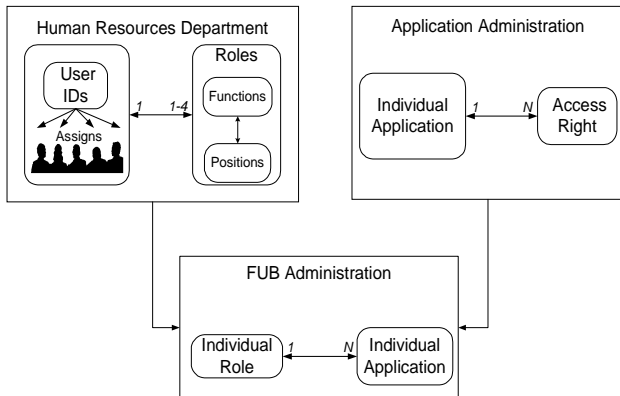 Human Resources Department
User
IDs
Assigns
1
1-4
Roles
Functions
Positions
Application Administration
Individual
Application
1
N
Access
Right
FUB Administration
Individual
Role
1
N
Individual
Application